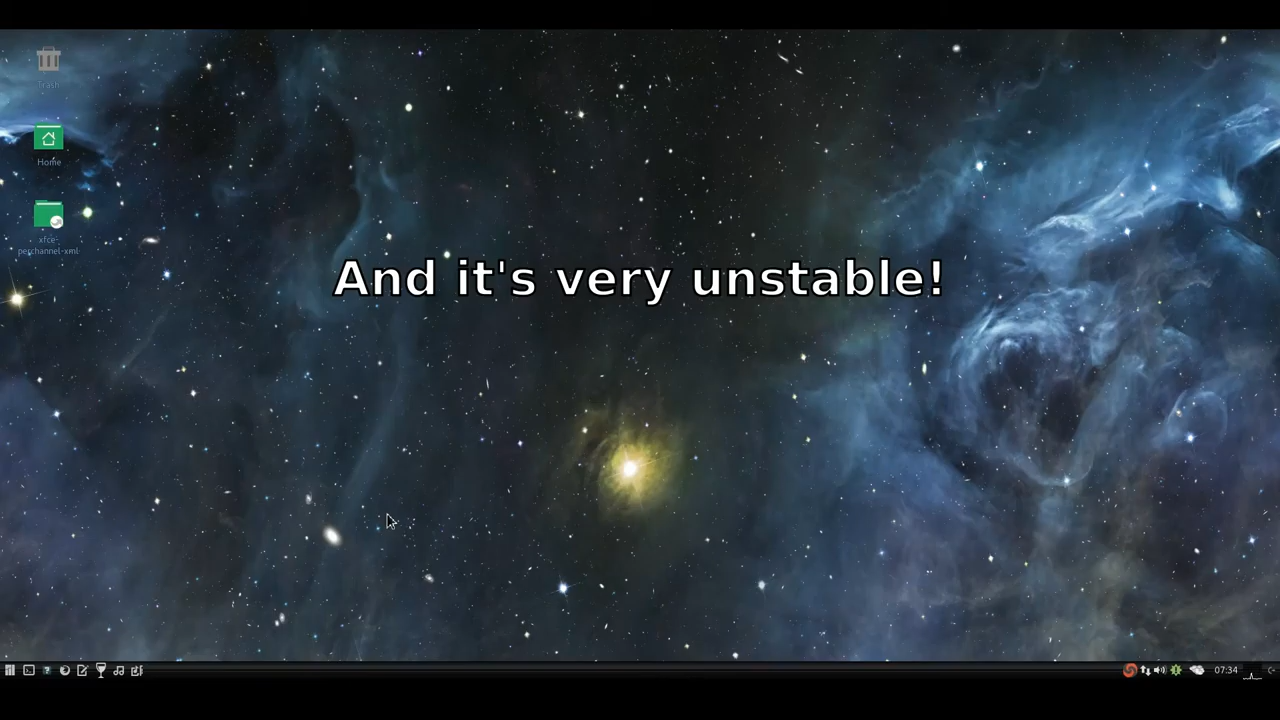 Trash
Home
xfce-
perchannel-xml
And it's very unstable!
07:34